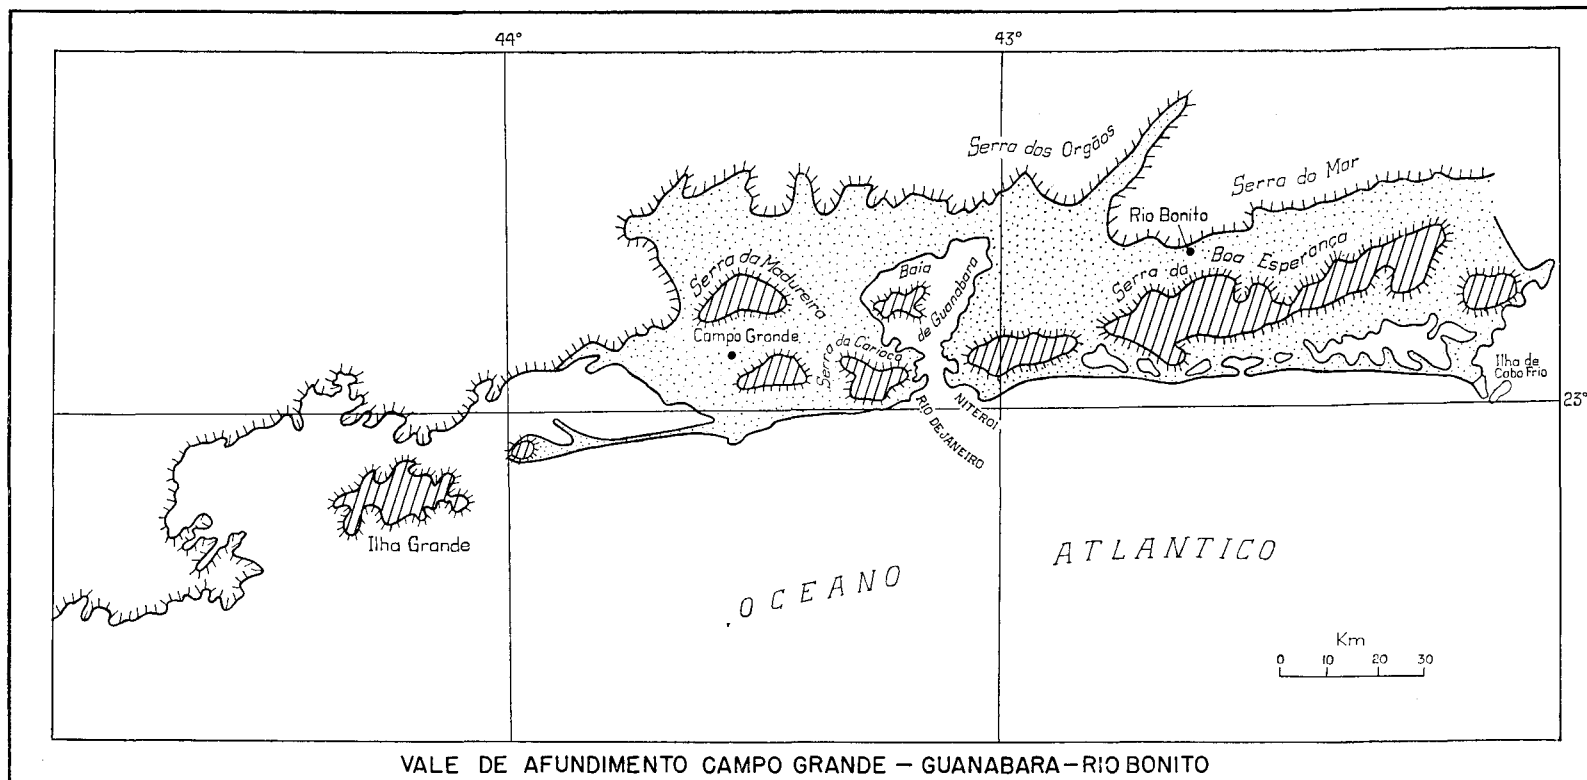 44°
43°
Serra dos Orgãos
Serra do Mar
Rio Bonito
Serra da Boa Esperança
Serra da Madureira
Baía
de Guanabara
Campo Grande
Serra da Carioca
Ilha de
Cabo Frio
23°
NITEROI
RIO DE JANEIRO
Ilha Grande
OCEANO
ATLANTICO
Km
0 10 20 30
VALE DE AFUNDIMENTO CAMPO GRANDE – GUANABARA – RIO BONITO